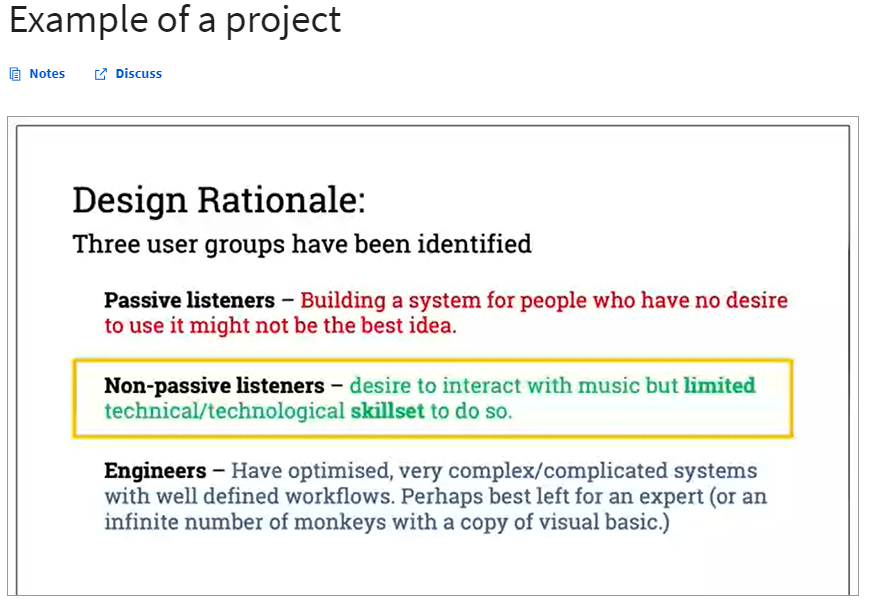 Example of a project
Notes Discuss
Design Rationale:
Three user groups have been identified
Passive listeners – Building a system for people who have no desire
to use it might not be the best idea.
Non-passive listeners – desire to interact with music but limited
technical/technological skillset to do so.
Engineers – Have optimised, very complex/complicated systems
with well defined workflows. Perhaps best left for an expert (or an
infinite number of monkeys with a copy of visual basic.)